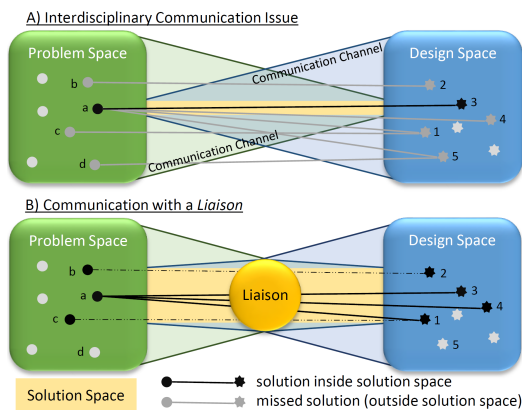 A) Interdisciplinary Communication Issue
Problem Space
Communication Channel
Design Space
b
2
a
3
4
c
1
Communication Channel
d
5
B) Communication with a Liaison
Problem Space
Design Space
b
2
a
Liaison
3
4
c
1
d
5
Solution Space
solution inside solution space
missed solution (outside solution space)